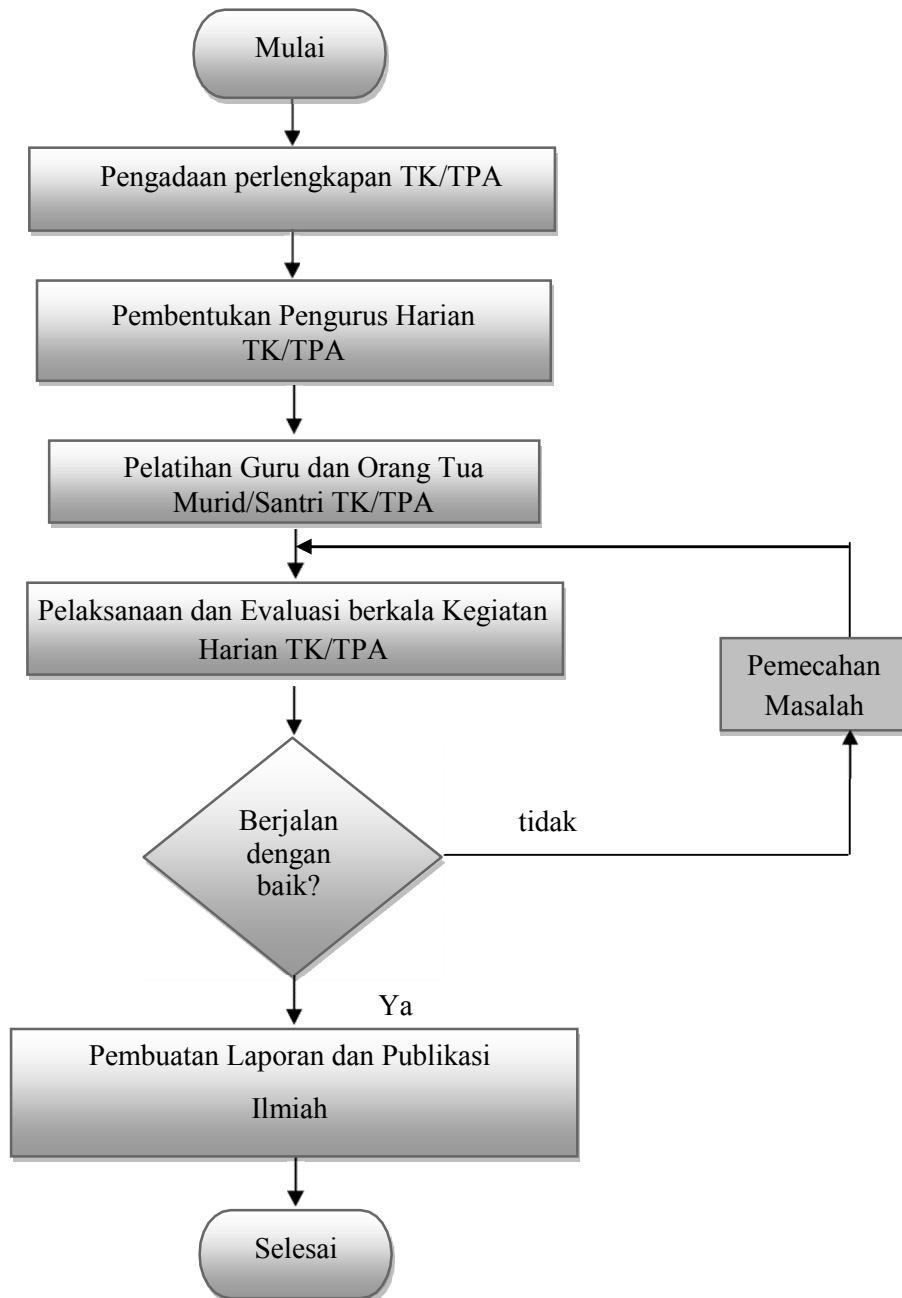 Mulai
Pengadaan perlengkapan TK/TPA
Pembentukan Pengurus Harian
TK/TPA
Pelatihan Guru dan Orang Tua
Murid/Santri TK/TPA
Pelaksanaan dan Evaluasi berkala Kegiatan
Harian TK/TPA
Pemecahan
Masalah
Berjalan
dengan
baik?
tidak
Ya
Pembuatan Laporan dan Publikasi
Ilmiah
Selesai